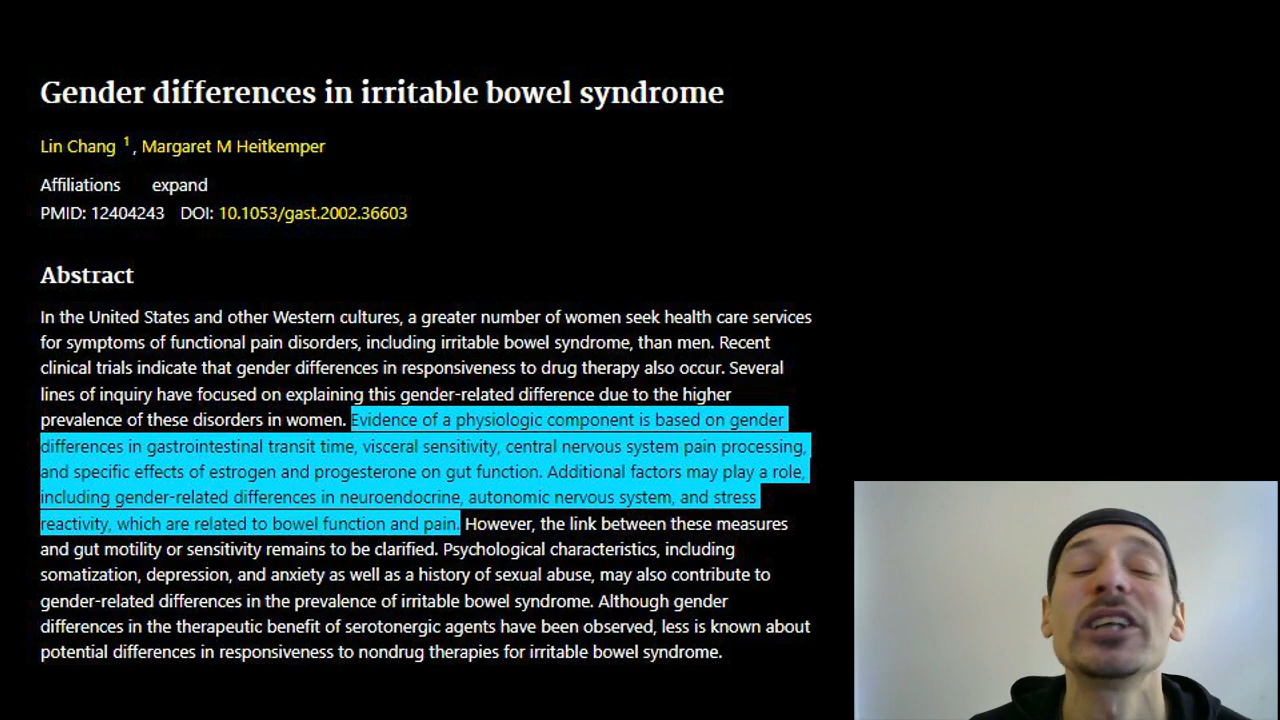 Gender differences in irritable bowel syndrome
Lin Chang 1, Margaret M Heitkemper
Affiliations expand
PMID: 12404243 DOI: 10.1053/gast.2002.36603
Abstract
In the United States and other Western cultures, a greater number of women seek health care services
for symptoms of functional pain disorders, including irritable bowel syndrome, than men. Recent
clinical trials indicate that gender differences in responsiveness to drug therapy also occur. Several
lines of inquiry have focused on explaining this gender-related difference due to the higher
prevalence of these disorders in women. Evidence of a physiologic component is based on gender
differences in gastrointestinal transit time, visceral sensitivity, central nervous system pain processing,
and specific effects of estrogen and progesterone on gut function. Additional factors may play a role,
including gender-related differences in neuroendocrine, autonomic nervous system, and stress
reactivity, which are related to bowel function and pain. However, the link between these measures
and gut motility or sensitivity remains to be clarified. Psychological characteristics, including
somatization, depression, and anxiety as well as a history of sexual abuse, may also contribute to
gender-related differences in the prevalence of irritable bowel syndrome. Although gender
differences in the therapeutic benefit of serotonergic agents have been observed, less is known about
potential differences in responsiveness to nondrug therapies for irritable bowel syndrome.